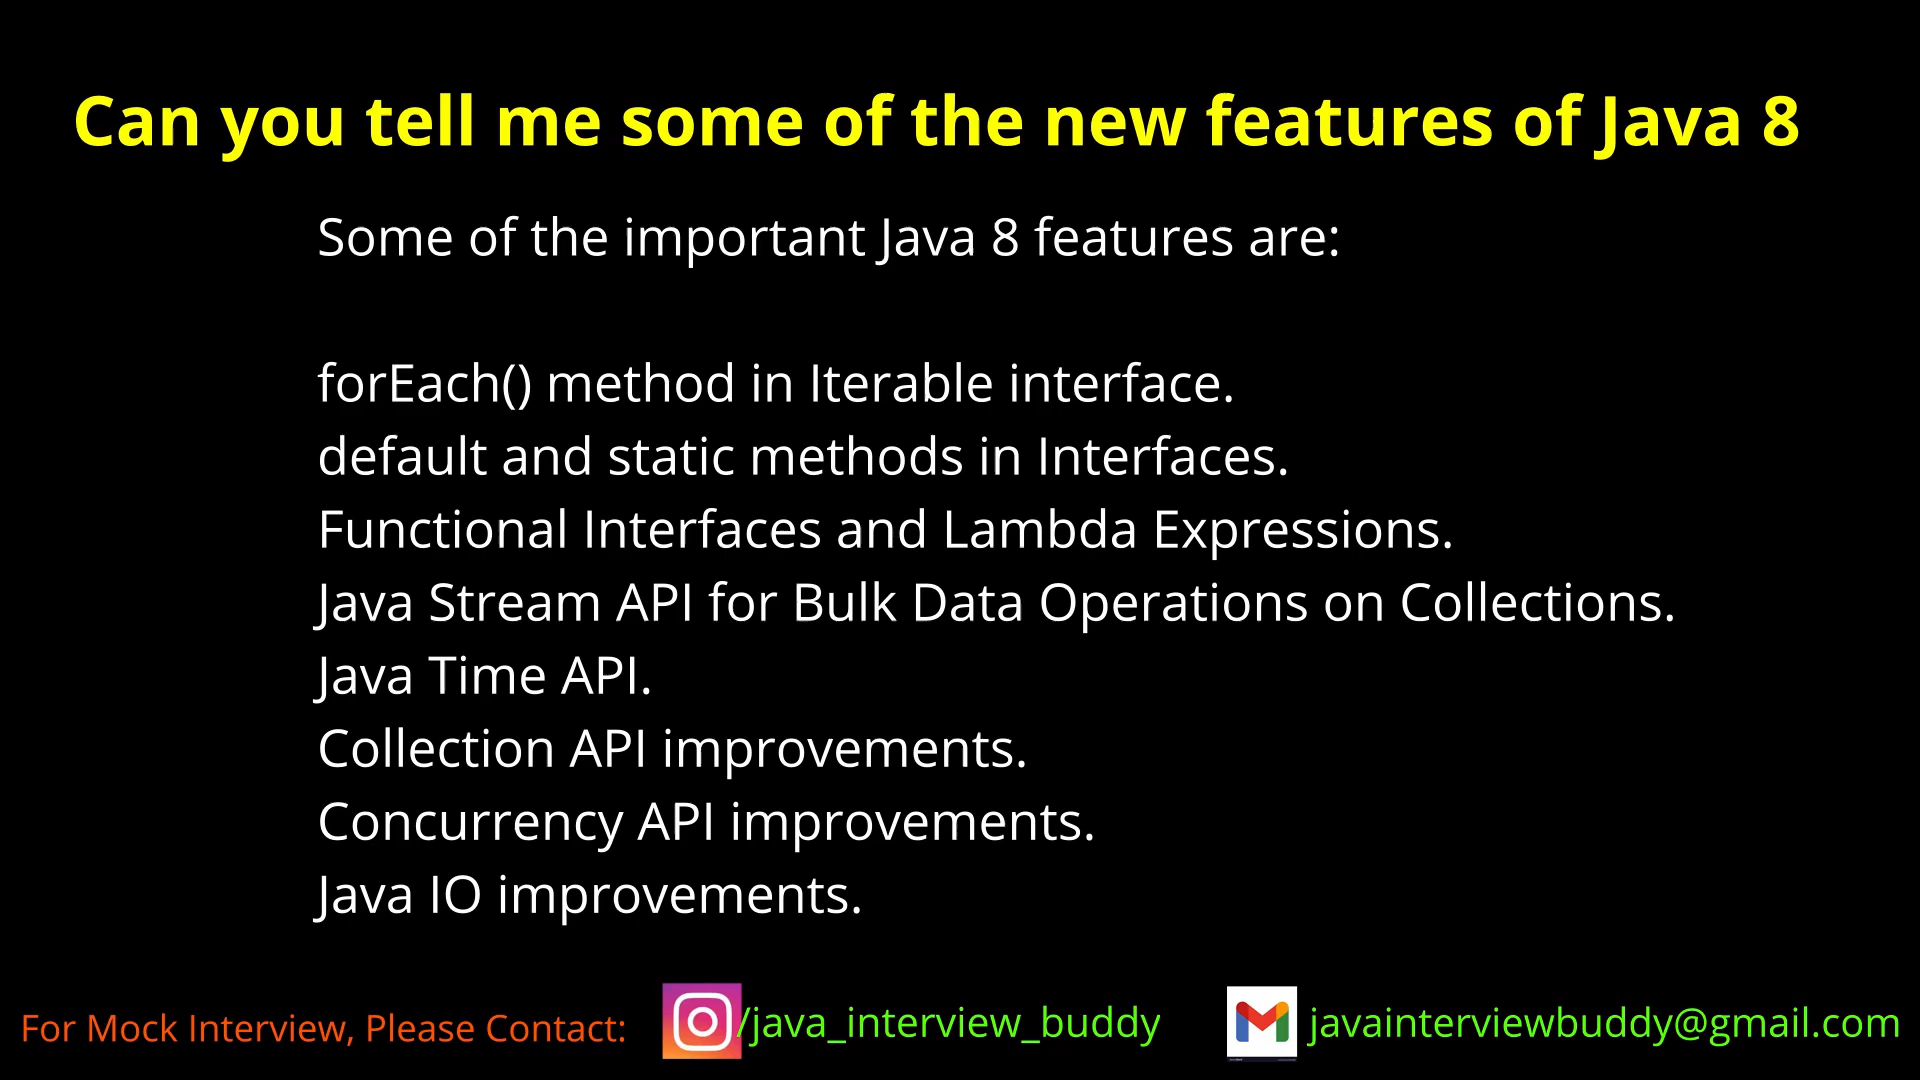 Can you tell me some of the new features of Java 8
Some of the important Java 8 features are:
forEach() method in Iterable interface.
default and static methods in Interfaces.
Functional Interfaces and Lambda Expressions.
Java Stream API for Bulk Data Operations on Collections.
Java Time API.
Collection API improvements.
Concurrency API improvements.
Java IO improvements.
For Mock Interview, Please Contact: /java_interview_buddy javainterviewbuddy@gmail.com